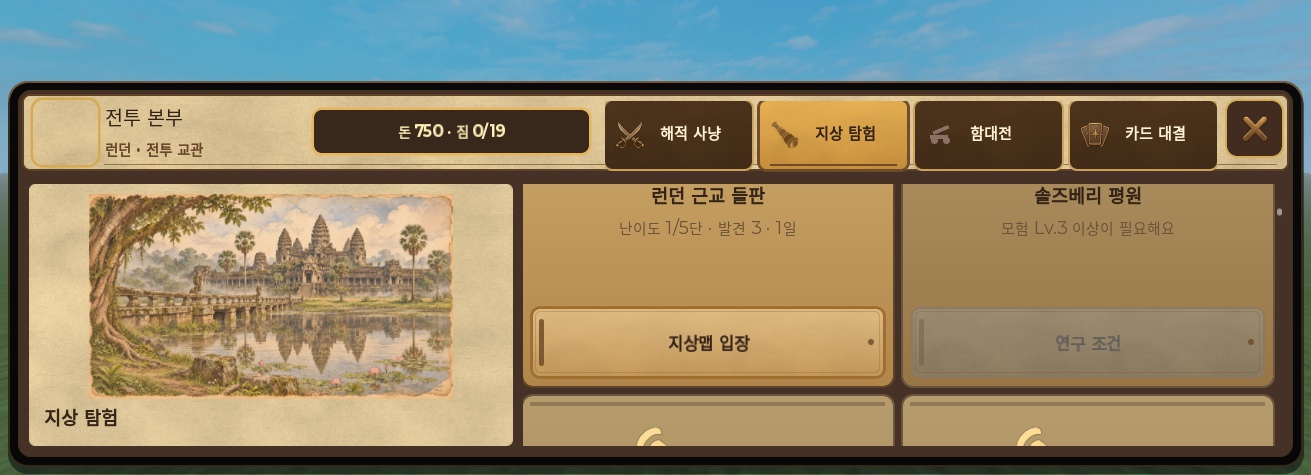 전투 본부
런던 · 전투 교관
돈 750 · 짐 0/19
해적 사냥
지상 탐험
함대전
카드 대결
지상 탐험
런던 근교 들판
난이도 1/5단 · 발견 3 · 1일
지상맵 입장
솔즈베리 평원
모험 Lv.3 이상이 필요해요
연구 조건